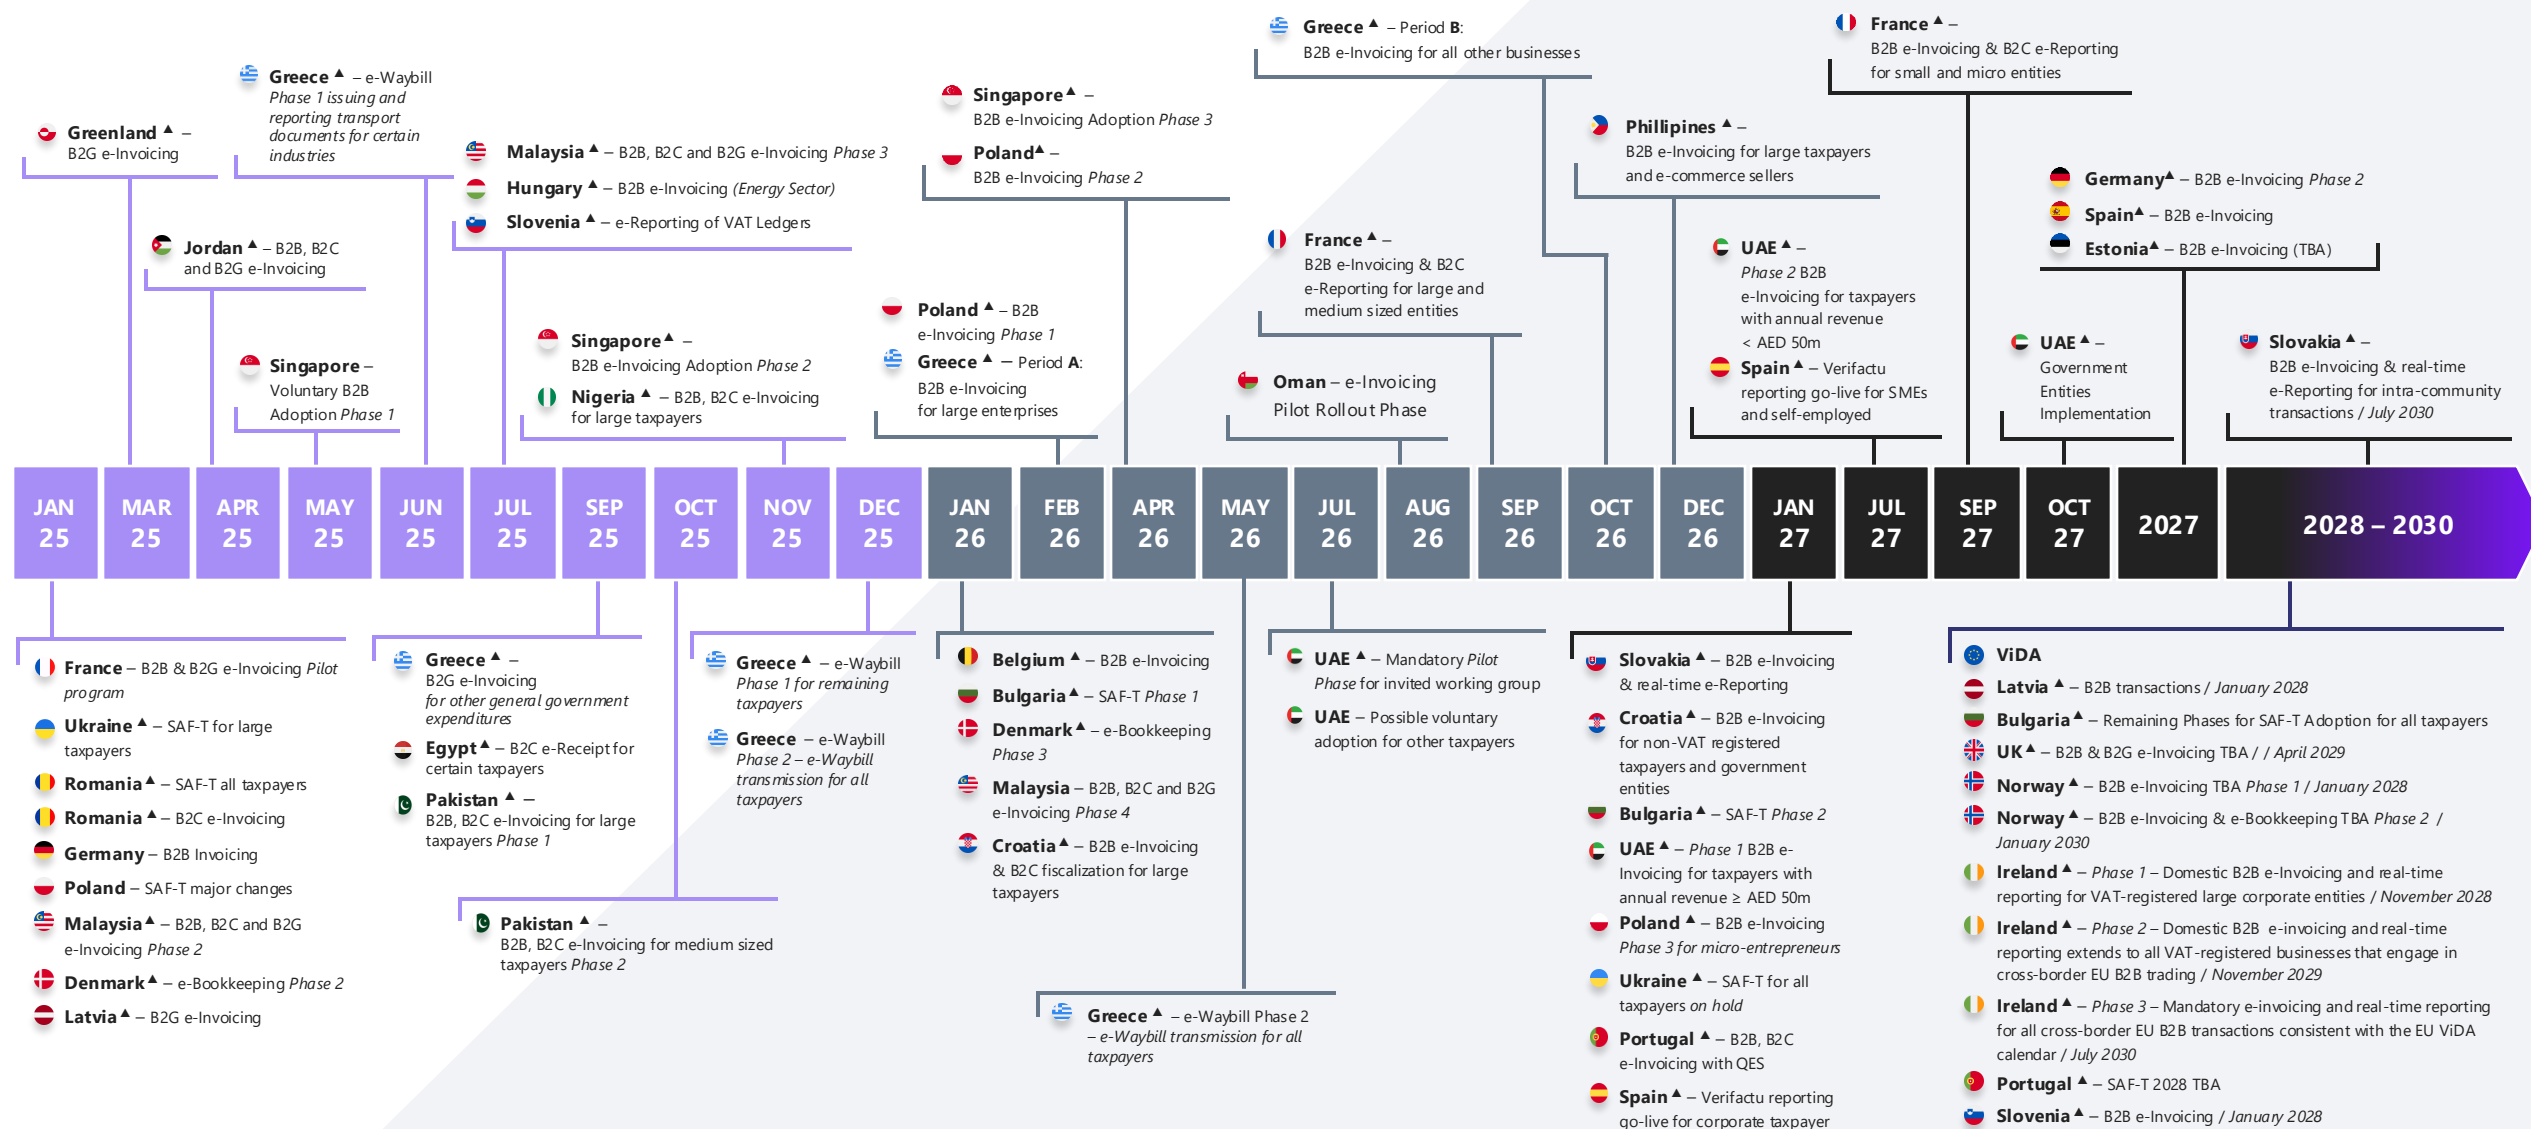 Greenland ▲ –
B2G e-Invoicing
Greece ▲ – e-Waybill
Phase 1 issuing and
reporting transport
documents for certain
industries
Jordan ▲ – B2B, B2C
and B2G e-Invoicing
Singapore –
Voluntary B2B
Adoption Phase 1
Malaysia ▲ – B2B, B2C and B2G e-Invoicing Phase 3
Hungary ▲ – B2B e-Invoicing (Energy Sector)
Slovenia ▲ – e-Reporting of VAT Ledgers
Singapore ▲ –
B2B e-Invoicing Adoption Phase 2
Nigeria ▲ – B2B, B2C e-Invoicing
for large taxpayers
Singapore ▲ –
B2B e-Invoicing Adoption Phase 3
Poland ▲ –
B2B e-Invoicing Phase 2
Poland ▲ – B2B
e-Invoicing Phase 1
Greece ▲ – Period A:
B2B e-Invoicing
for large enterprises
Greece ▲ – Period B:
B2B e-Invoicing for all other businesses
France ▲ –
B2B e-Invoicing & B2C
e-Reporting for large and
medium sized entities
Oman – e-Invoicing
Pilot Rollout Phase
Phillipines ▲ –
B2B e-Invoicing for large taxpayers
and e-commerce sellers
UAE ▲ –
Phase 2 B2B
e-Invoicing for taxpayers
with annual revenue
< AED 50m
Spain ▲ – Verifactu
reporting go-live for SMEs
and self-employed
France ▲ –
B2B e-Invoicing & B2C e-Reporting
for small and micro entities
Germany ▲ – B2B e-Invoicing Phase 2
Spain ▲ – B2B e-Invoicing
Estonia ▲ – B2B e-Invoicing (TBA)
UAE ▲ –
Government
Entities
Implementation
Slovakia ▲ –
B2B e-Invoicing & real-time
e-Reporting for intra-community
transactions / July 2030
JAN 25
MAR 25
APR 25
MAY 25
JUN 25
JUL 25
SEP 25
OCT 25
NOV 25
DEC 25
JAN 26
FEB 26
APR 26
MAY 26
JUL 26
AUG 26
SEP 26
OCT 26
DEC 26
JAN 27
JUL 27
SEP 27
OCT 27
2027
2028 – 2030
France – B2B & B2G e-Invoicing Pilot
program
Ukraine ▲ – SAF-T for large
taxpayers
Romania ▲ – SAF-T all taxpayers
Romania ▲ – B2C e-Invoicing
Germany – B2B Invoicing
Poland – SAF-T major changes
Malaysia ▲ – B2B, B2C and B2G
e-Invoicing Phase 2
Denmark ▲ – e-Bookkeeping Phase 2
Latvia ▲ – B2G e-Invoicing
Greece ▲ –
B2G e-Invoicing
for other general government
expenditures
Egypt ▲ – B2C e-Receipt for
certain taxpayers
Pakistan ▲ –
B2B, B2C e-Invoicing for large
taxpayers Phase 1
Pakistan ▲ –
B2B, B2C e-Invoicing for medium sized
taxpayers Phase 2
Greece ▲ – e-Waybill
Phase 1 for remaining
taxpayers
Greece – e-Waybill
Phase 2 – e-Waybill
transmission for all
taxpayers
Belgium ▲ – B2B e-Invoicing
Bulgaria ▲ – SAF-T Phase 1
Denmark ▲ – e-Bookkeeping
Phase 3
Malaysia – B2B, B2C and B2G
e-Invoicing Phase 4
Croatia ▲ – B2B e-Invoicing
& B2C fiscalization for large
taxpayers
Greece ▲ – e-Waybill Phase 2
– e-Waybill transmission for all
taxpayers
UAE ▲ – Mandatory Pilot
Phase for invited working group
UAE – Possible voluntary
adoption for other taxpayers
Slovakia ▲ – B2B e-Invoicing
& real-time e-Reporting
Croatia ▲ – B2B e-Invoicing
for non-VAT registered
taxpayers and government
entities
Bulgaria ▲ – SAF-T Phase 2
UAE ▲ – Phase 1 B2B e-
Invoicing for taxpayers with
annual revenue ≥ AED 50m
Poland ▲ – B2B e-Invoicing
Phase 3 for micro-entrepreneurs
Ukraine ▲ – SAF-T for all
taxpayers on hold
Portugal ▲ – B2B, B2C
e-Invoicing with QES
Spain ▲ – Verifactu reporting
go-live for corporate taxpayer
ViDA
Latvia ▲ – B2B transactions / January 2028
Bulgaria ▲ – Remaining Phases for SAF-T Adoption for all taxpayers
UK ▲ – B2B & B2G e-Invoicing TBA / / April 2029
Norway ▲ – B2B e-Invoicing TBA Phase 1 / January 2028
Norway ▲ – B2B e-Invoicing & e-Bookkeeping TBA Phase 2 /
January 2030
Ireland ▲ – Phase 1 – Domestic B2B e-Invoicing and real-time
reporting for VAT-registered large corporate entities / November 2028
Ireland ▲ – Phase 2 – Domestic B2B e-invoicing and real-time
reporting extends to all VAT-registered businesses that engage in
cross-border EU B2B trading / November 2029
Ireland ▲ – Phase 3 – Mandatory e-invoicing and real-time reporting
for all cross-border EU B2B transactions consistent with the EU ViDA
calendar / July 2030
Portugal ▲ – SAF-T 2028 TBA
Slovenia ▲ – B2B e-Invoicing / January 2028